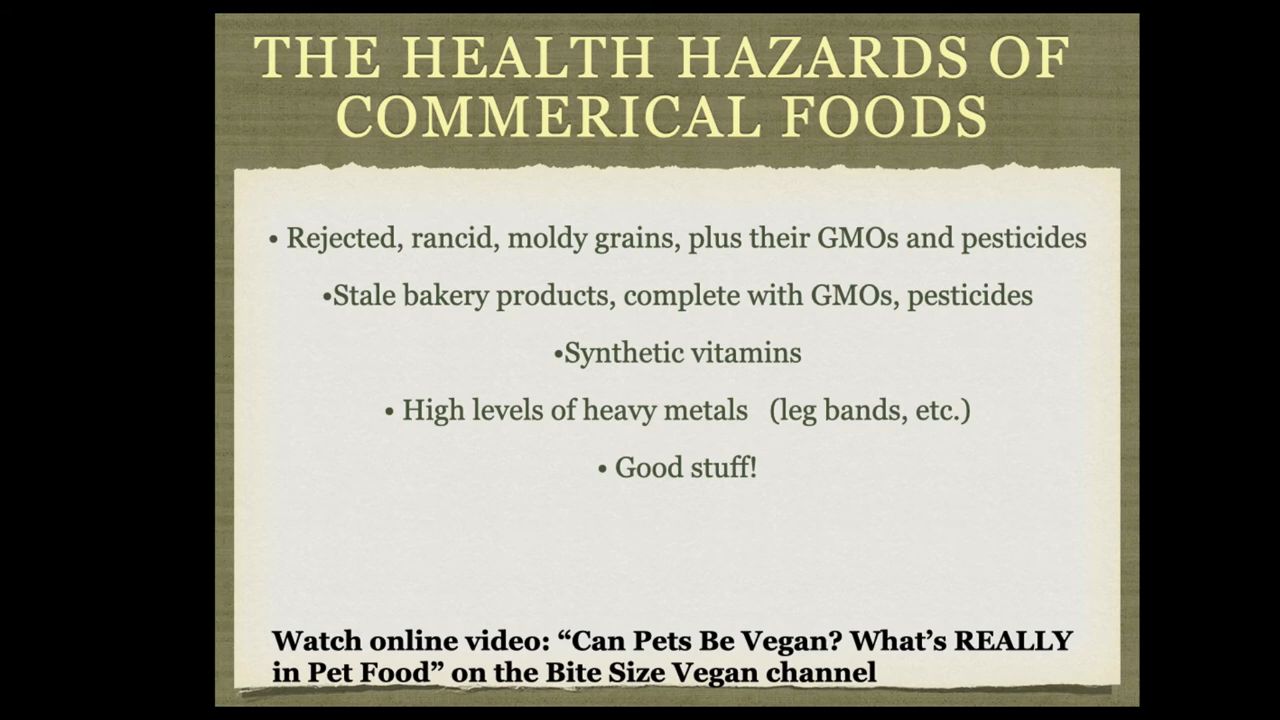 THE HEALTH HAZARDS OF
COMMERICAL FOODS
• Rejected, rancid, moldy grains, plus their GMOs and pesticides
•Stale bakery products, complete with GMOs, pesticides
•Synthetic vitamins
• High levels of heavy metals (leg bands, etc.)
• Good stuff!
Watch online video: “Can Pets Be Vegan? What’s REALLY
in Pet Food” on the Bite Size Vegan channel